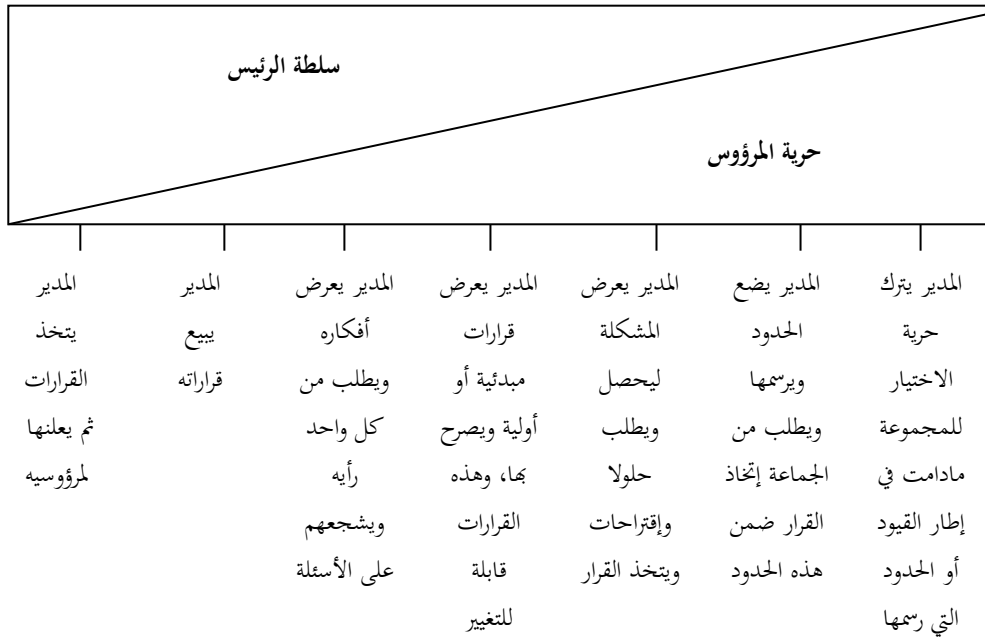 سلطة الرئيس
حرية المرؤوس
المدير يترك
حرية
الاختيار
للمجموعة
مادامت في
إطار القيود
أو الحدود
التي رسمها
المدير يضع
الحدود
ويرسمها
ويطلب من
الجماعة إتخاذ
القرار ضمن
هذه الحدود
المدير يعرض
المشكلة
ليحصل
ويطلب
حلولا
وإقتراحات
ويتخذ القرار
المدير يعرض
قرارات
مبدئية أو
أولية ويصرح
بها، وهذه
القرارات
قابلة
للتغيير
المدير يعرض
أفكاره
ويطلب من
كل واحد
رأيه
ويشجعهم
على الأسئلة
المدير
يبيع
قراراته
المدير
يتخذ
القرارات
ثم يعلنها
لمرؤوسيه